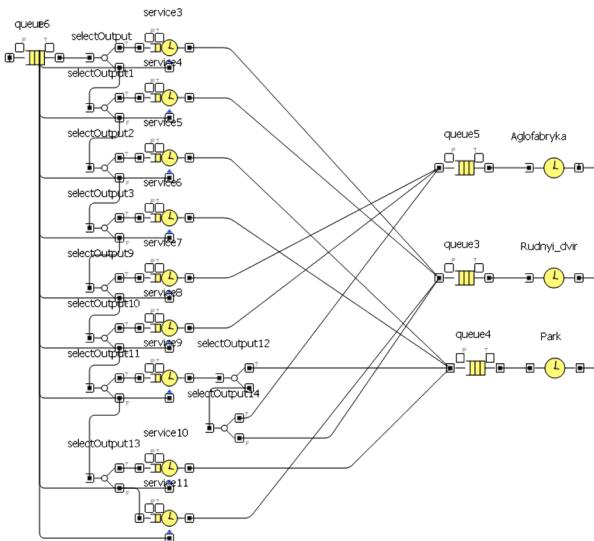 queue6
selectOutput
service3
service4
selectOutput1
service5
selectOutput2
service6
selectOutput3
service7
selectOutput9
service8
selectOutput10
service9
selectOutput11
selectOutput12
selectOutput14
service10
selectOutput13
service11
queue5
Aglofabryka
queue3
Rudnyi_dvir
queue4
Park